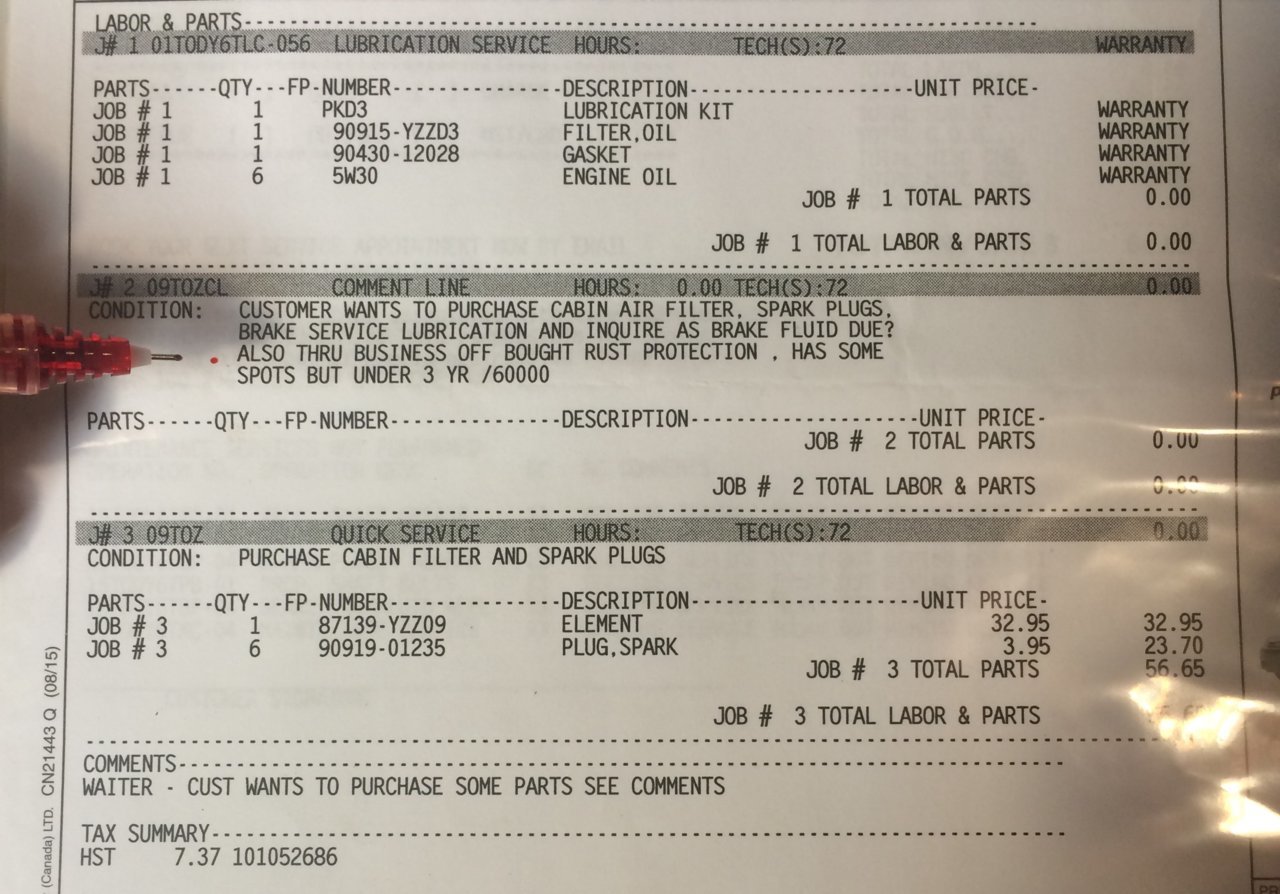 LABOR & PARTS----------------------------------------------------------------
J# 1 01TODY6TLC-056 LUBRICATION SERVICE HOURS: TECH(S):72 WARRANTY
PARTS------QTY---FP-NUMBER---------------DESCRIPTION--------------------UNIT PRICE-
JOB # 1 1 PKD3 LUBRICATION KIT WARRANTY
JOB # 1 1 90915-YZZD3 FILTER,OIL WARRANTY
JOB # 1 1 90430-12028 GASKET WARRANTY
JOB # 1 6 5W30 ENGINE OIL WARRANTY
JOB # 1 TOTAL PARTS 0.00
JOB # 1 TOTAL LABOR & PARTS 0.00
J# 2 09TOZCL COMMENT LINE HOURS: 0.00 TECH(S):72 0.00
CONDITION: CUSTOMER WANTS TO PURCHASE CABIN AIR FILTER, SPARK PLUGS,
BRAKE SERVICE LUBRICATION AND INQUIRE AS BRAKE FLUID DUE?
ALSO THRU BUSINESS OFF BOUGHT RUST PROTECTION , HAS SOME
SPOTS BUT UNDER 3 YR /60000
PARTS------QTY---FP-NUMBER---------------DESCRIPTION--------------------UNIT PRICE-
JOB # 2 TOTAL PARTS 0.00
JOB # 2 TOTAL LABOR & PARTS 0.00
J# 3 09TOZ QUICK SERVICE HOURS: TECH(S):72 0.00
CONDITION: PURCHASE CABIN FILTER AND SPARK PLUGS
PARTS------QTY---FP-NUMBER---------------DESCRIPTION--------------------UNIT PRICE-
JOB # 3 1 87139-YZZ09 ELEMENT 32.95 32.95
JOB # 3 6 90919-01235 PLUG,SPARK 3.95 23.70
JOB # 3 TOTAL PARTS 56.65
JOB # 3 TOTAL LABOR & PARTS
COMMENTS----------------------------------------------------------------
WAITER - CUST WANTS TO PURCHASE SOME PARTS SEE COMMENTS
TAX SUMMARY----------------------------------------------------------------
HST 7.37 101052686
(Canada) LTD. CN21443 Q (08/15)